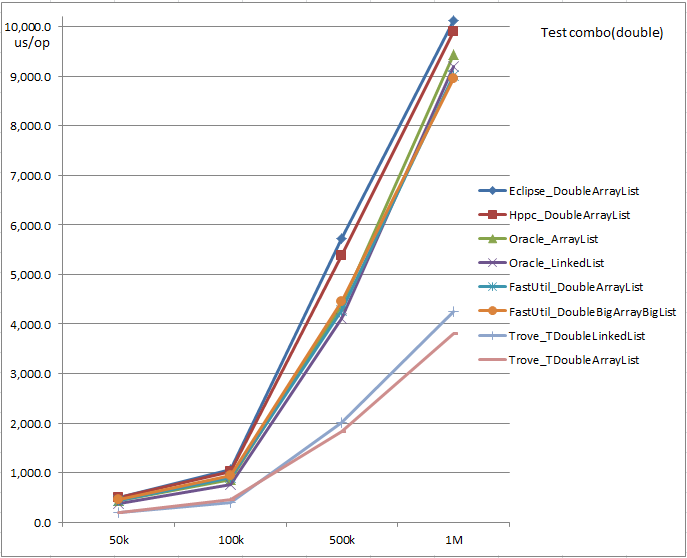 Test combo(double)
10,000.0
us/op
9,000.0
8,000.0
7,000.0
6,000.0
5,000.0
4,000.0
3,000.0
2,000.0
1,000.0
0.0
50k 100k 500k 1M
Eclipse_DoubleArrayList
Hppc_DoubleArrayList
Oracle_ArrayList
Oracle_LinkedList
FastUtil_DoubleArrayList
FastUtil_DoubleBigArrayBigList
Trove_TDoubleLinkedList
Trove_TDoubleArrayList